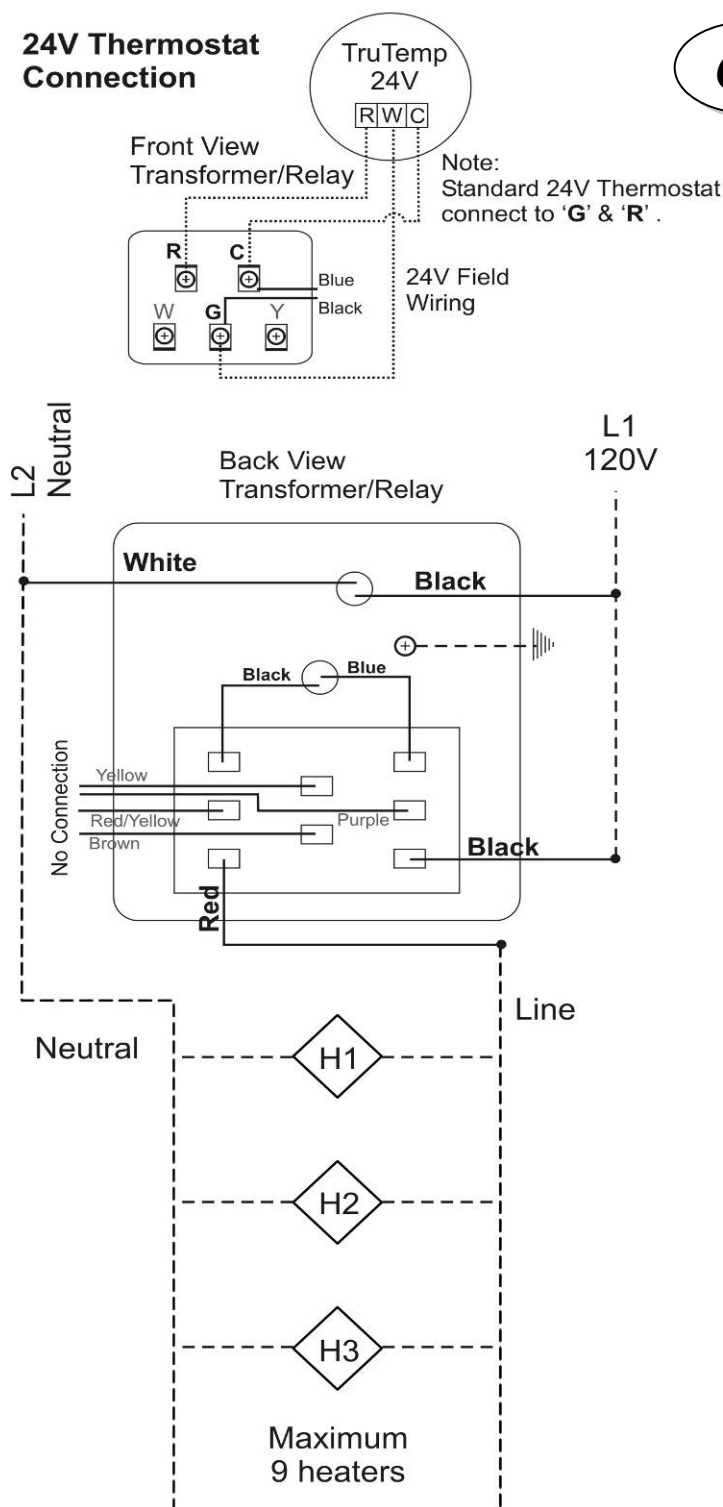 24V Thermostat
Connection
TruTemp
24V
R W C
Front View
Transformer/Relay
Note:
Standard 24V Thermostat
connect to ‘G’ & ‘R’ .
R C
Blue
Black
W G Y
24V Field
Wiring
L2
Neutral
L1
120V
Back View
Transformer/Relay
White
Black
Black
Blue
No Connection
Yellow
Red/Yellow
Purple
Brown
Black
Red
Line
Neutral
H1
H2
H3
Maximum
9 heaters